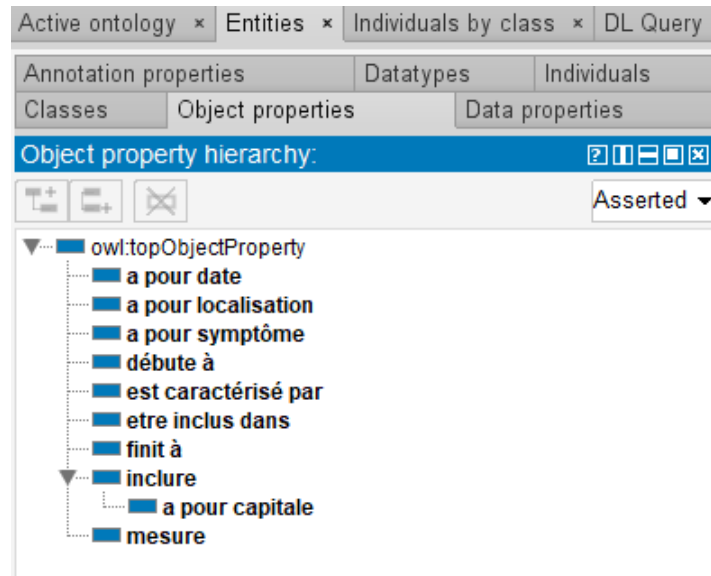 Active ontology × Entities × Individuals by class × DL Query
Annotation properties Datatypes Individuals
Classes Object properties Data properties
Object property hierarchy:
Asserted
owl:topObjectProperty
a pour date
a pour localisation
a pour symptôme
débute à
est caractérisé par
etre inclus dans
finit à
inclure
a pour capitale
mesure